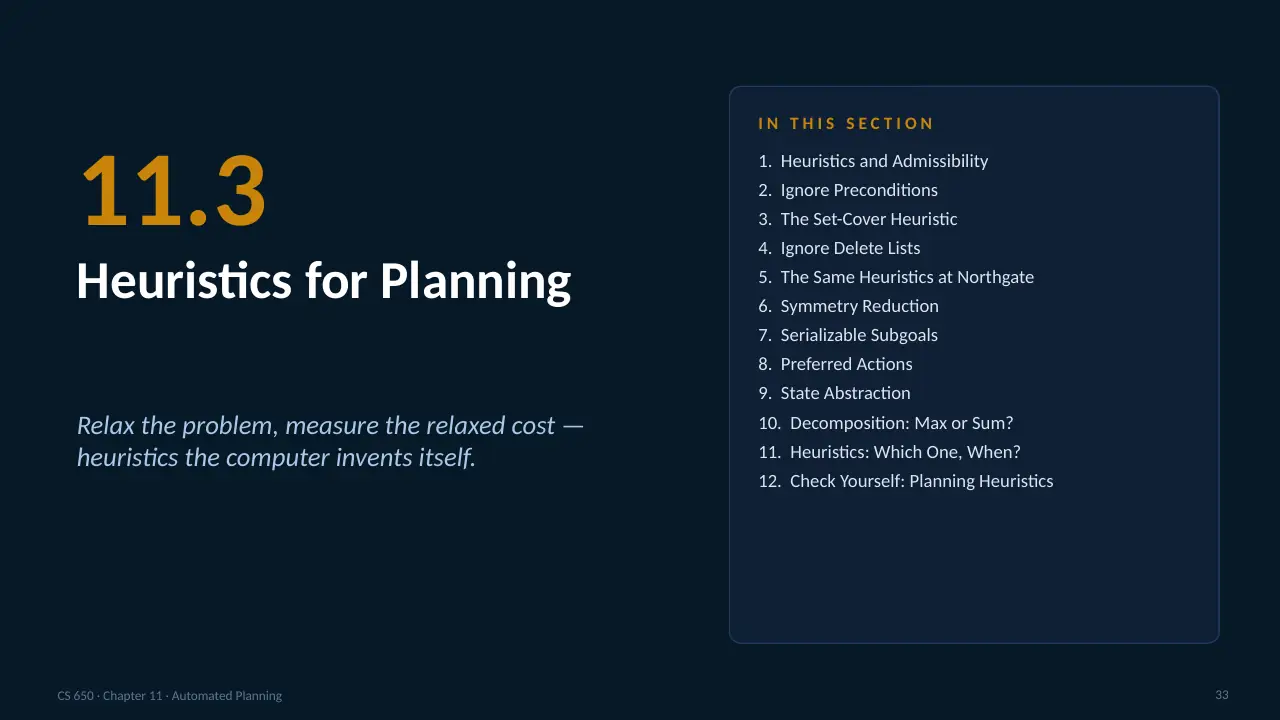 11.3
Heuristics for Planning
Relax the problem, measure the relaxed cost —
heuristics the computer invents itself.
IN THIS SECTION
1. Heuristics and Admissibility
2. Ignore Preconditions
3. The Set-Cover Heuristic
4. Ignore Delete Lists
5. The Same Heuristics at Northgate
6. Symmetry Reduction
7. Serializable Subgoals
8. Preferred Actions
9. State Abstraction
10. Decomposition: Max or Sum?
11. Heuristics: Which One, When?
12. Check Yourself: Planning Heuristics
CS 650 · Chapter 11 · Automated Planning
33